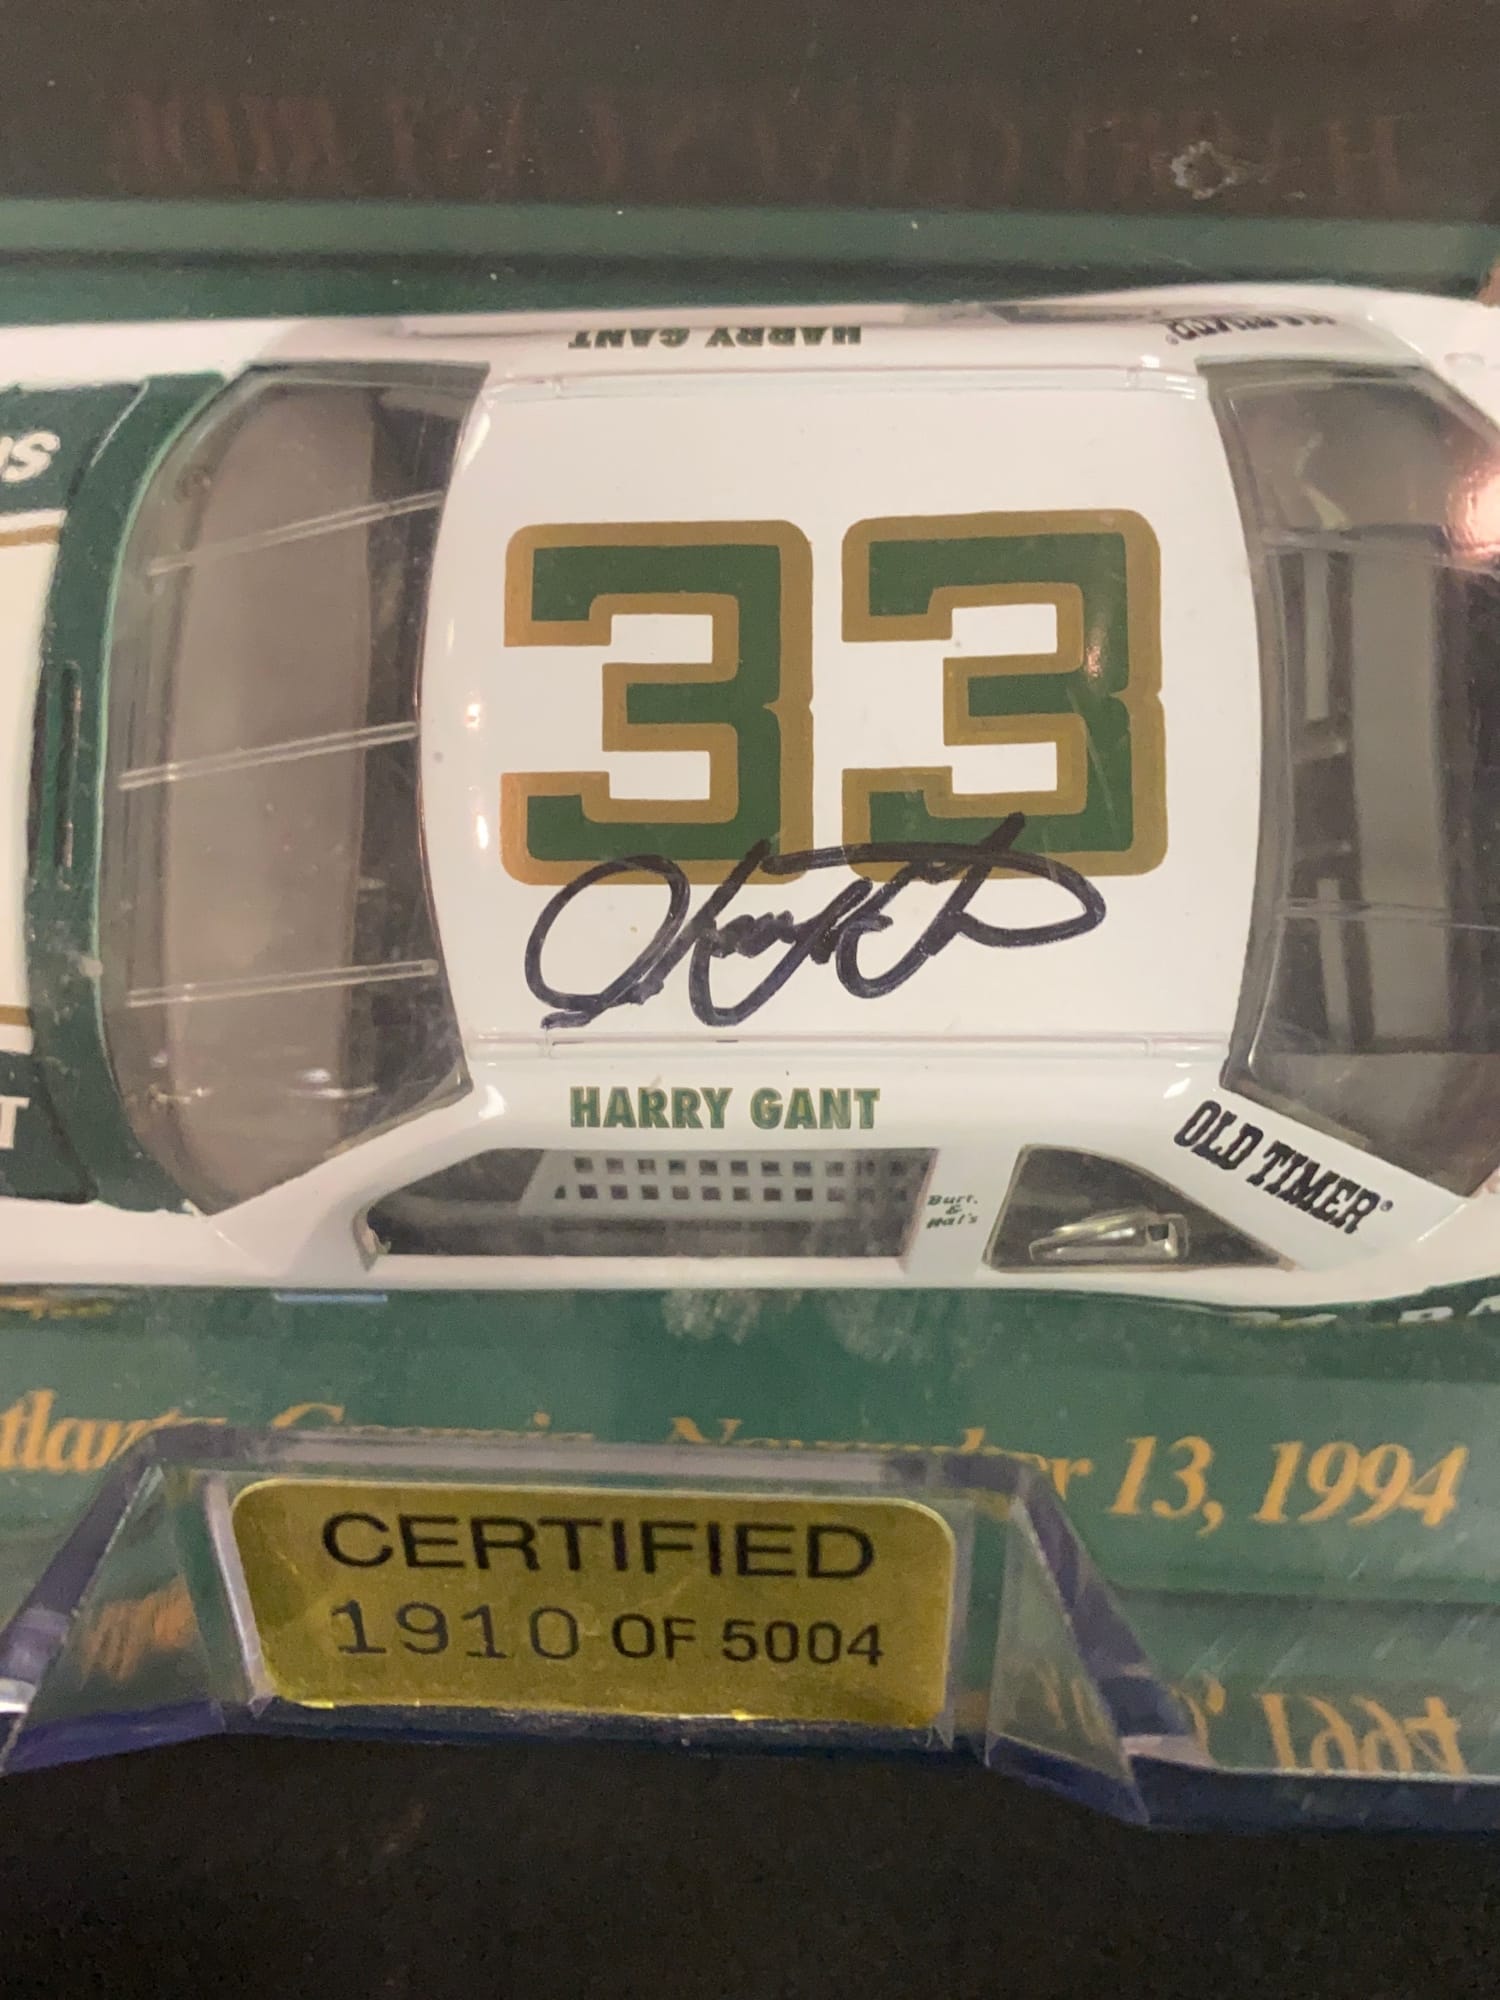 HARRY GANT
33
HARRY GANT
OLD TIMER®
Burt.
&
Hal's
13, 1994
CERTIFIED
1910 OF 5004